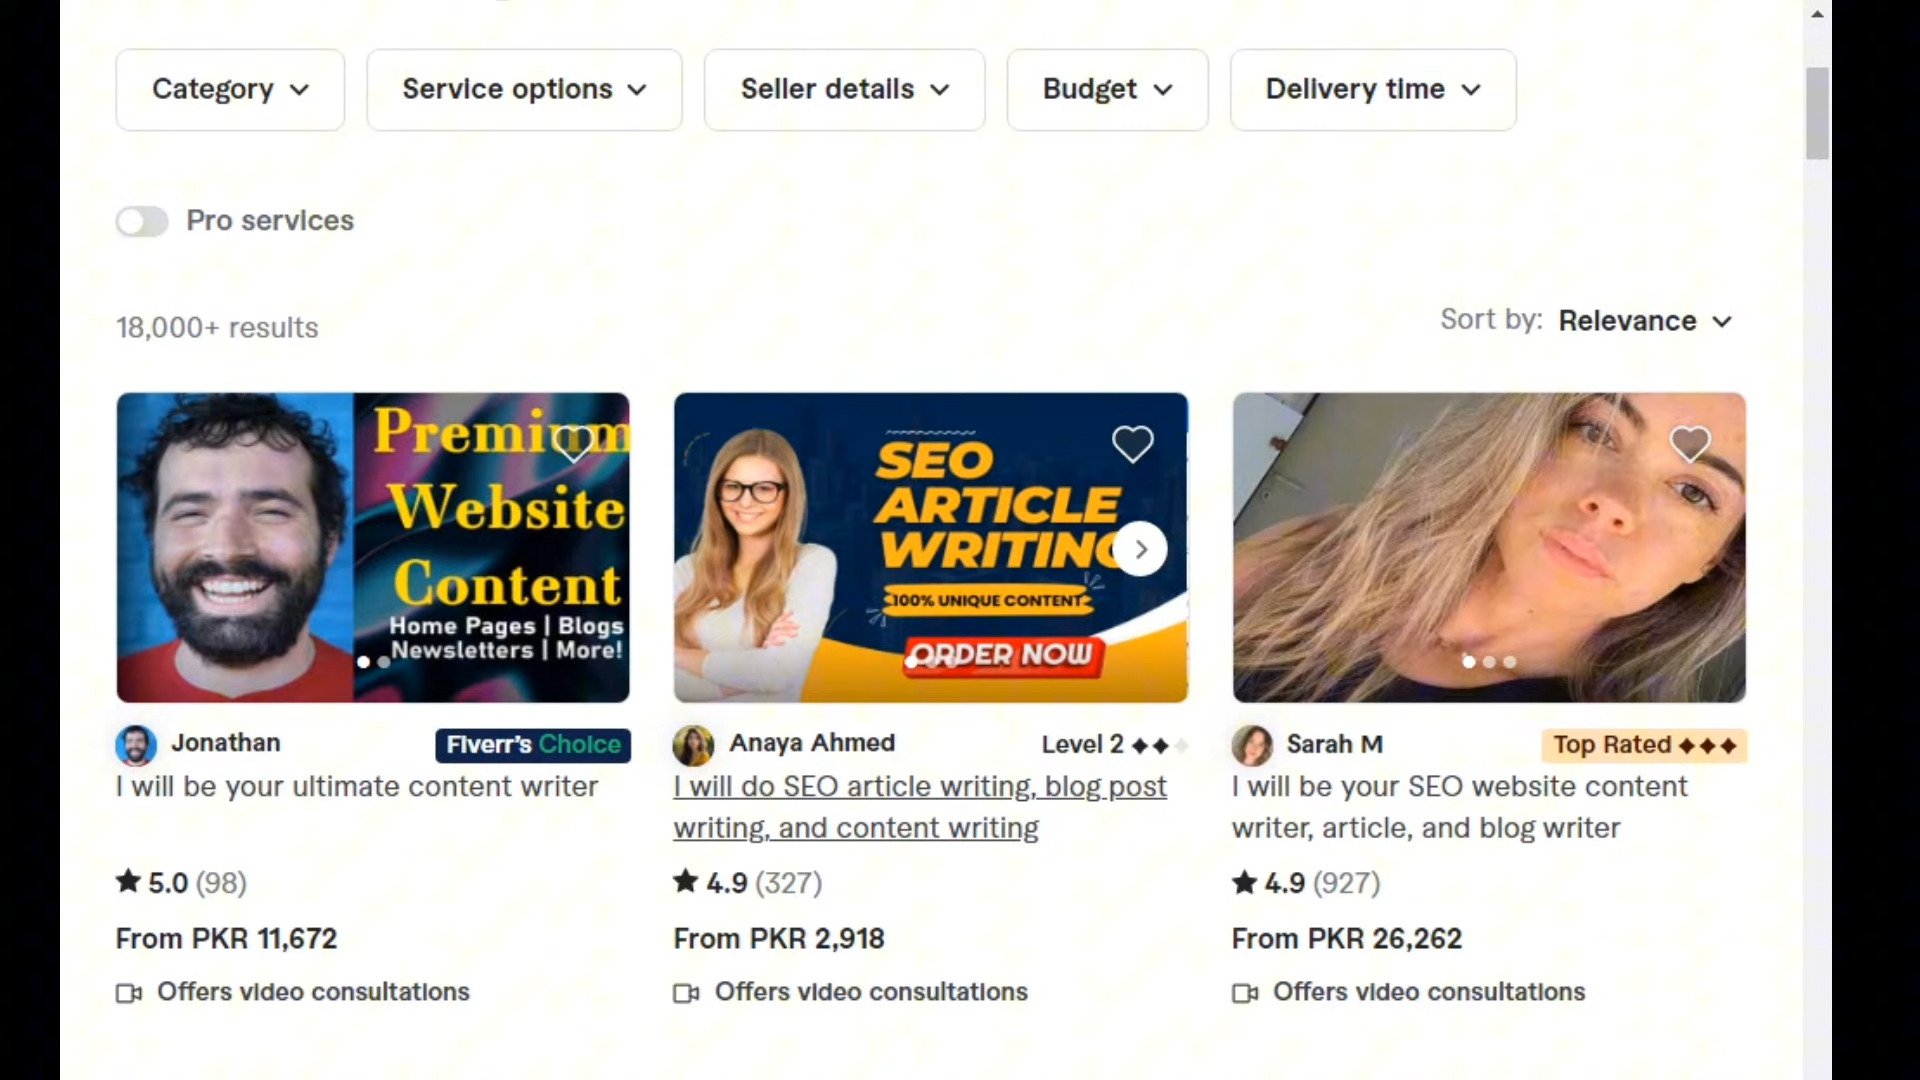 Category
Service options
Seller details
Budget
Delivery time
Pro services
18,000+ results
Sort by: Relevance
Premium
Website
Content
Home Pages | Blogs
Newsletters | More!
SEO
ARTICLE
WRITING
100% UNIQUE CONTENT
ORDER NOW
Jonathan
Fiverr's Choice
I will be your ultimate content writer
5.0 (98)
From PKR 11,672
Offers video consultations
Anaya Ahmed
Level 2
I will do SEO article writing, blog post
writing, and content writing
4.9 (327)
From PKR 2,918
Offers video consultations
Sarah M
Top Rated
I will be your SEO website content
writer, article, and blog writer
4.9 (927)
From PKR 26,262
Offers video consultations